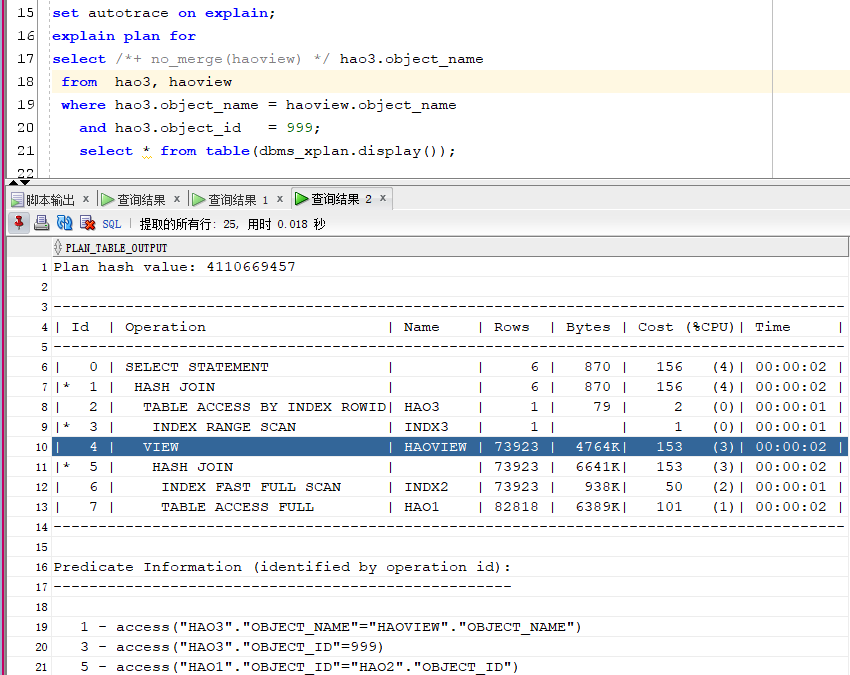 15 set autotrace on explain;
16 explain plan for
17 select /*+ no_merge(haoview) */ hao3.object_name
18 from  hao3, haoview
19 where hao3.object_name = haoview.object_name
20 and hao3.object_id   = 999;
21 select * from table(dbms_xplan.display());
22
脚本输出 × 查询结果 × 查询结果 1 × 查询结果 2 ×
SQL | 提取的所有行: 25, 用时 0.018 秒
PLAN_TABLE_OUTPUT
1 Plan hash value: 4110669457
2
3 ----------------------------------------------------------------------------------------
4 | Id  | Operation                    | Name    | Rows  | Bytes | Cost (%CPU)| Time     |
5 ----------------------------------------------------------------------------------------
6 |   0 | SELECT STATEMENT             |         |     6 |   870 |   156   (4)| 00:00:02 |
7 |*  1 |  HASH JOIN                   |         |     6 |   870 |   156   (4)| 00:00:02 |
8 |   2 |   TABLE ACCESS BY INDEX ROWID| HAO3    |     1 |    79 |     2   (0)| 00:00:01 |
9 |*  3 |    INDEX RANGE SCAN          | INDX3   |     1 |       |     1   (0)| 00:00:01 |
10 |   4 |   VIEW                       | HAOVIEW | 73923 |  4764K|   153   (3)| 00:00:02 |
11 |*  5 |    HASH JOIN                 |         | 73923 |  6641K|   153   (3)| 00:00:02 |
12 |   6 |     INDEX FAST FULL SCAN     | INDX2   | 73923 |   938K|    50   (2)| 00:00:01 |
13 |   7 |     TABLE ACCESS FULL        | HAO1    | 82818 |  6389K|   101   (1)| 00:00:02 |
14 ----------------------------------------------------------------------------------------
15
16 Predicate Information (identified by operation id):
17 ---------------------------------------------------
18
19 1 - access("HAO3"."OBJECT_NAME"="HAOVIEW"."OBJECT_NAME")
20 3 - access("HAO3"."OBJECT_ID"=999)
21 5 - access("HAO1"."OBJECT_ID"="HAO2"."OBJECT_ID")